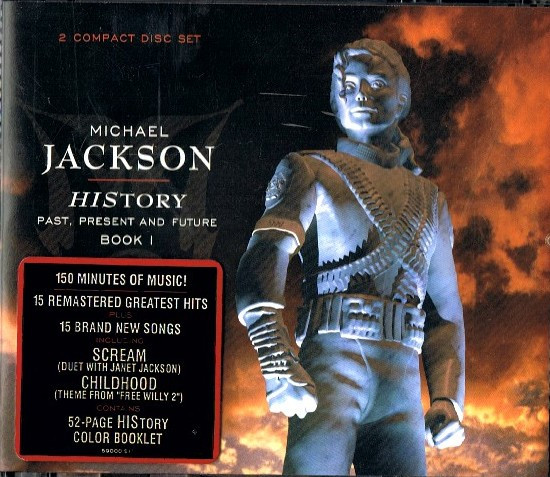 2 COMPACT DISC SET
MICHAEL
JACKSON
HISTORY
PAST, PRESENT AND FUTURE
BOOK I
150 MINUTES OF MUSIC!
15 REMASTERED GREATEST HITS
PLUS
15 BRAND NEW SONGS
INCLUDING
SCREAM
(DUET WITH JANET JACKSON)
CHILDHOOD
(THEME FROM "FREE WILLY 2")
CONTAINS
52-PAGE HIStory
COLOR BOOKLET